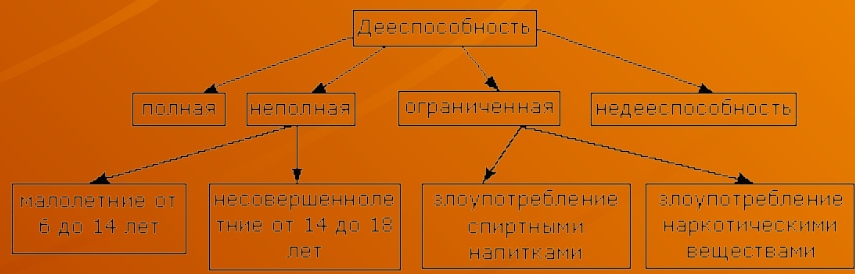 Дееспособность
полная
неполная
ограниченная
недееспособность
малолетние от
6 до 14 лет
несовершенноле
тние от 14 до 18
лет
злоупотребление
спиртными
напитками
злоупотребление
наркотическими
веществами